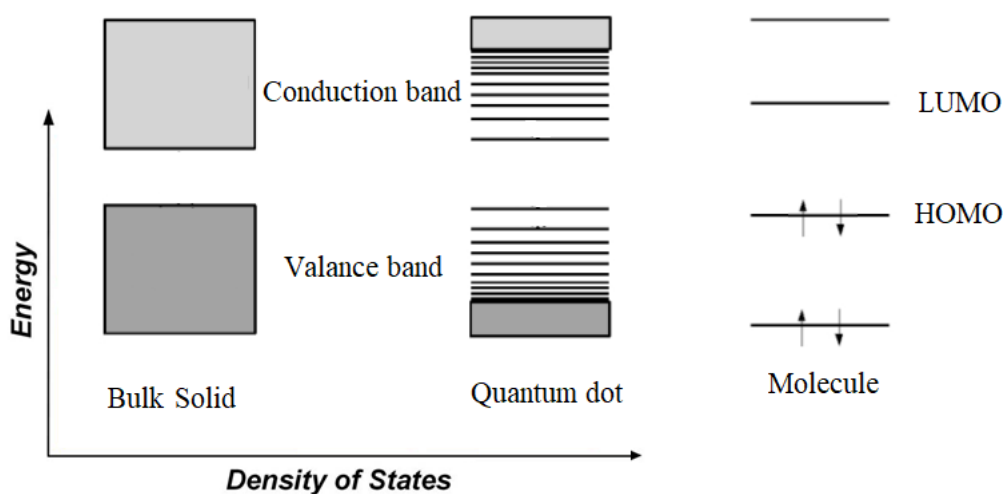 Conduction band
LUMO
HOMO
Valance band
Energy
Bulk Solid
Quantum dot
Molecule
Density of States